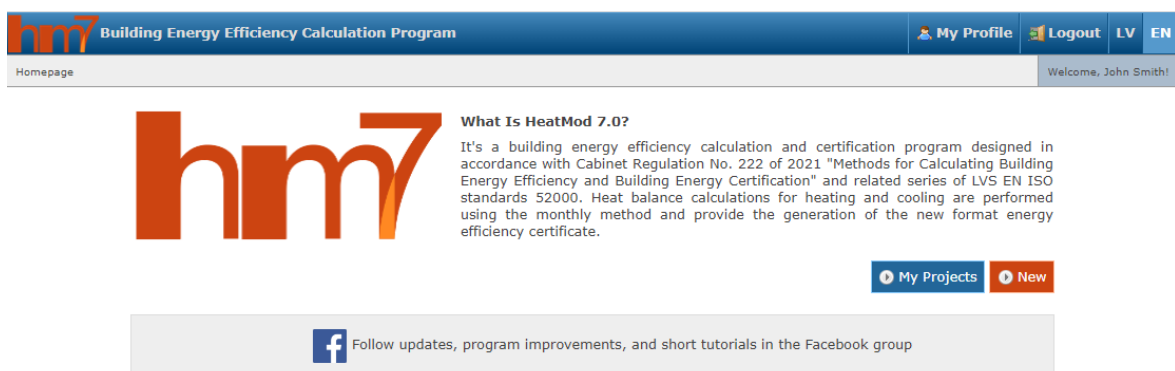 hm7 Building Energy Efficiency Calculation Program My Profile Logout LV EN
Homepage Welcome, John Smith!
hm7
What Is HeatMod 7.0?
It's a building energy efficiency calculation and certification program designed in
accordance with Cabinet Regulation No. 222 of 2021 "Methods for Calculating Building
Energy Efficiency and Building Energy Certification" and related series of LVS EN ISO
standards 52000. Heat balance calculations for heating and cooling are performed
using the monthly method and provide the generation of the new format energy
efficiency certificate.
My Projects New
f Follow updates, program improvements, and short tutorials in the Facebook group